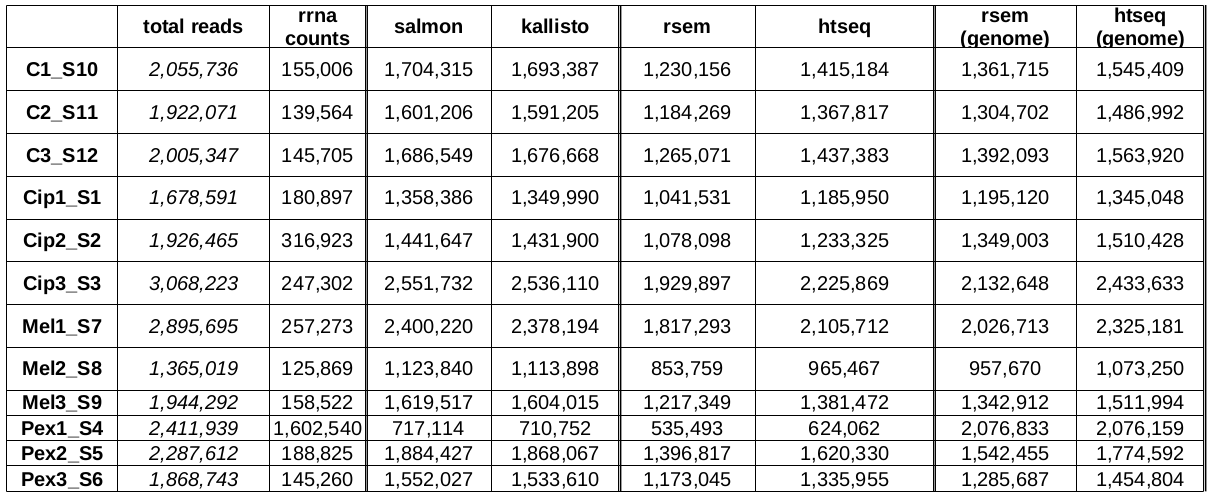 total reads rrna counts salmon kallisto rsem htseq rsem (genome) htseq (genome)
C1_S10 2,055,736 155,006 1,704,315 1,693,387 1,230,156 1,415,184 1,361,715 1,545,409
C2_S11 1,922,071 139,564 1,601,206 1,591,205 1,184,269 1,367,817 1,304,702 1,486,992
C3_S12 2,005,347 145,705 1,686,549 1,676,668 1,265,071 1,437,383 1,392,093 1,563,920
Cip1_S1 1,678,591 180,897 1,358,386 1,349,990 1,041,531 1,185,950 1,195,120 1,345,048
Cip2_S2 1,926,465 316,923 1,441,647 1,431,900 1,078,098 1,233,325 1,349,003 1,510,428
Cip3_S3 3,068,223 247,302 2,551,732 2,536,110 1,929,897 2,225,869 2,132,648 2,433,633
Mel1_S7 2,895,695 257,273 2,400,220 2,378,194 1,817,293 2,105,712 2,026,713 2,325,181
Mel2_S8 1,365,019 125,869 1,123,840 1,113,898 853,759 965,467 957,670 1,073,250
Mel3_S9 1,944,292 158,522 1,619,517 1,604,015 1,217,349 1,381,472 1,342,912 1,511,994
Pex1_S4 2,411,939 1,602,540 717,114 710,752 535,493 624,062 2,076,833 2,076,159
Pex2_S5 2,287,612 188,825 1,884,427 1,868,067 1,396,817 1,620,330 1,542,455 1,774,592
Pex3_S6 1,868,743 145,260 1,552,027 1,533,610 1,173,045 1,335,955 1,285,687 1,454,804